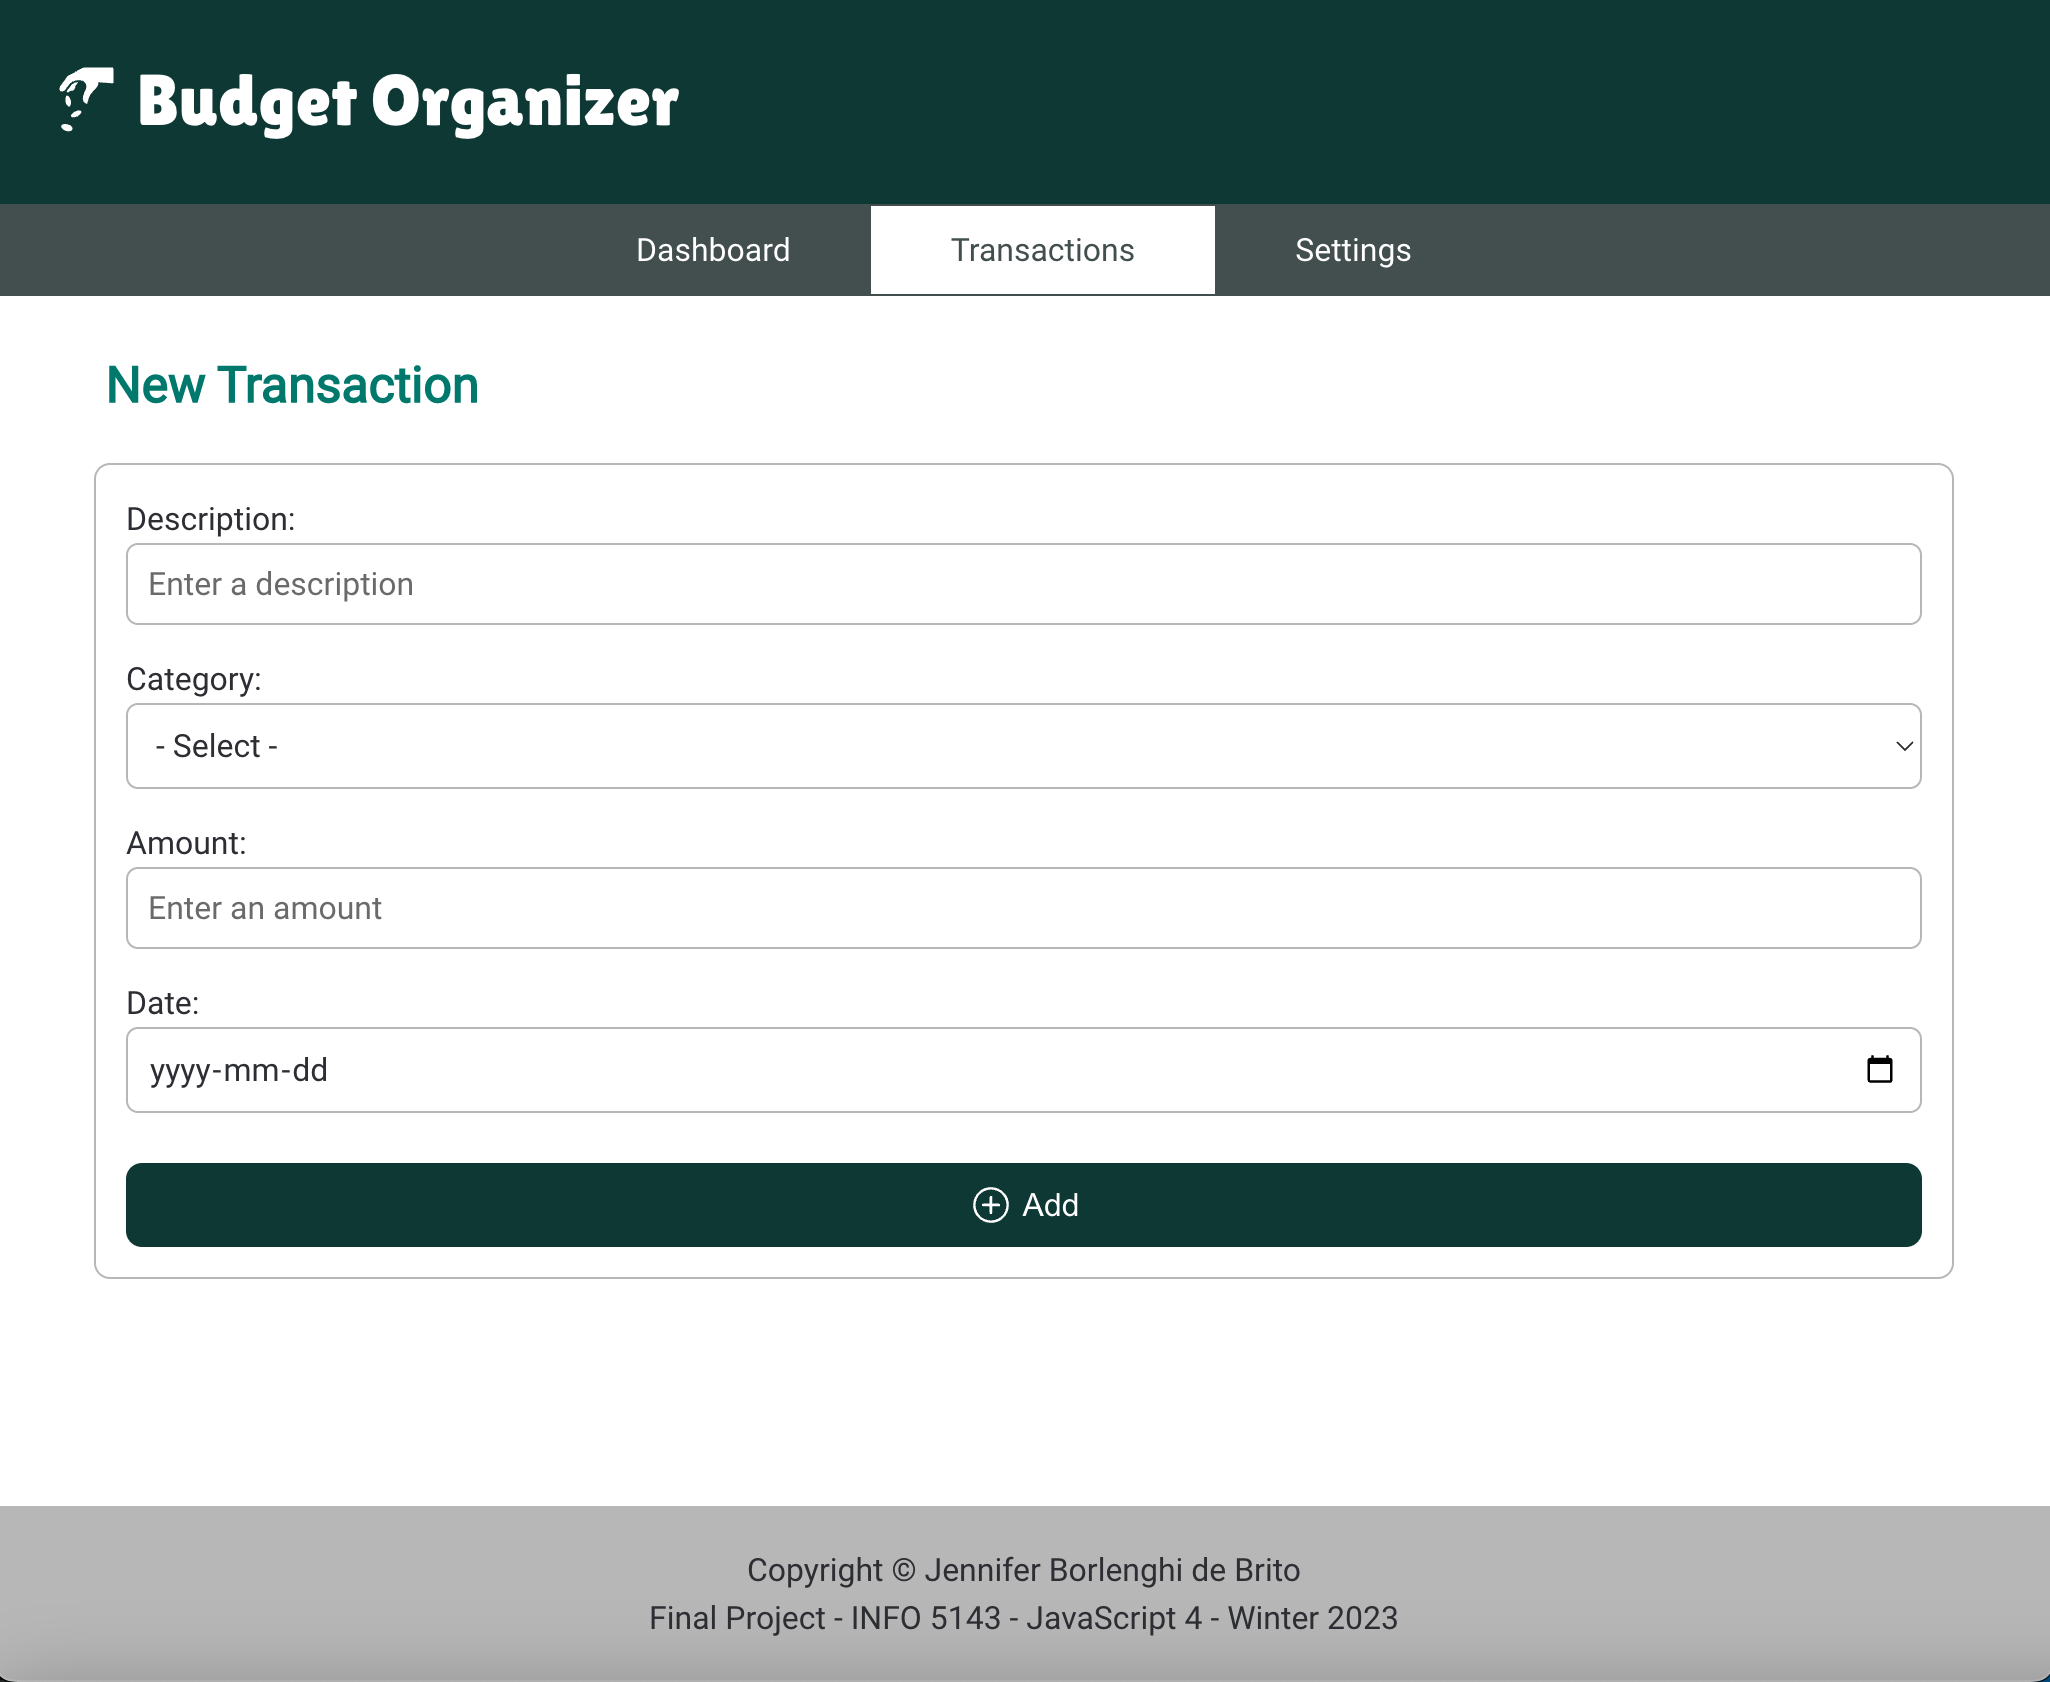 Budget Organizer
Dashboard Transactions Settings
New Transaction
Description:
Enter a description
Category:
- Select -
Amount:
Enter an amount
Date:
yyyy-mm-dd
Add
Copyright © Jennifer Borlenghi de Brito
Final Project - INFO 5143 - JavaScript 4 - Winter 2023